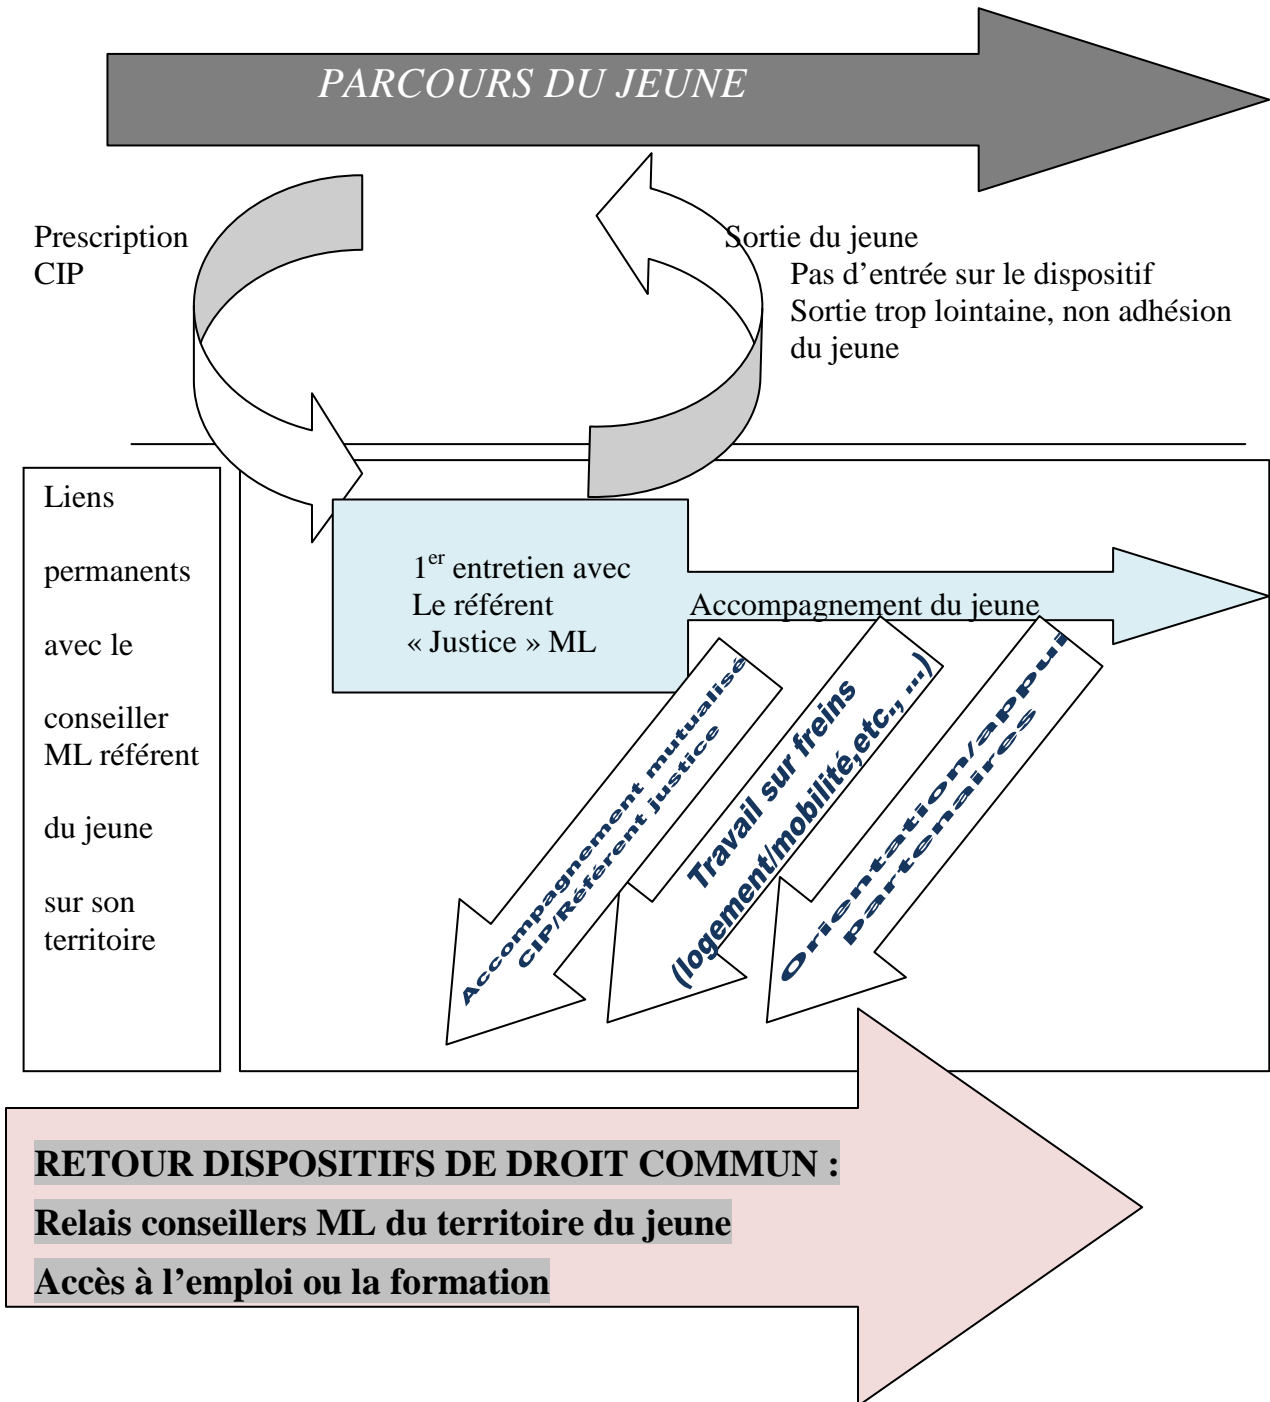 PARCOURS DU JEUNE
Prescription
CIP
Sortie du jeune
Pas d’entrée sur le dispositif
Sortie trop lointaine, non adhésion
du jeune
Liens
permanents
avec le
conseiller
ML référent
du jeune
sur son
territoire
1er entretien avec
Le référent
« Justice » ML
Accompagnement du jeune
Accompagnement mutualisé
CIP/Référent justice
Travail sur freins
(logement/mobilité,etc., ...)
Orientation/appui
partenaires
RETOUR DISPOSITIFS DE DROIT COMMUN :
Relais conseillers ML du territoire du jeune
Accès à l’emploi ou la formation